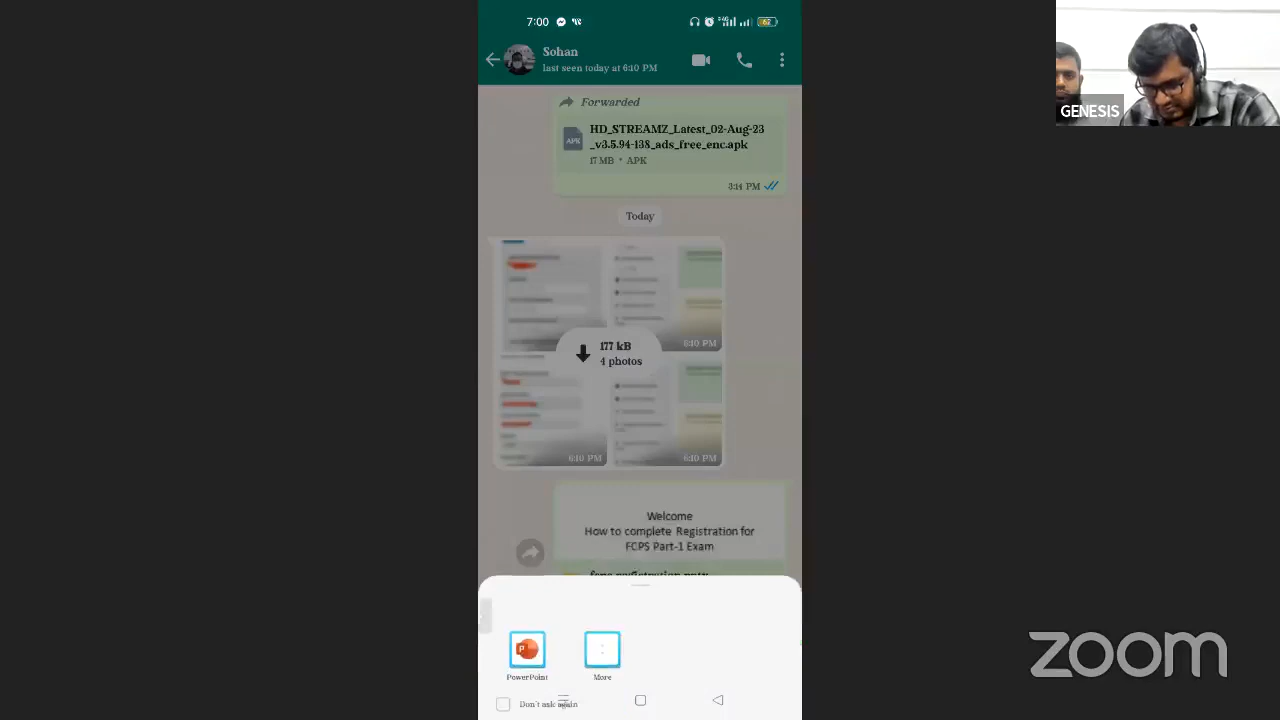 7:00
Sohan
last seen today at 6:10 PM
GENESIS
Forwarded
APK
HD_STREAMZ_Latest_02-Aug-23
_v3.5.94-138_ads_free_enc.apk
17 MB • APK
3:14 PM
Today
177 kB
4 photos
6:10 PM
6:10 PM
6:10 PM
Welcome
How to complete Registration for
FCPS Part-1 Exam
PowerPoint
More
Don't ask again
zoom